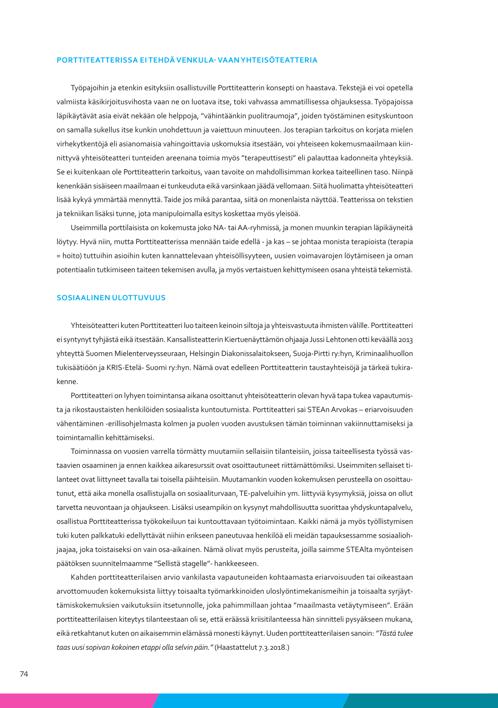 PORTTITEATTERISSA EI TEHDÄ VENKULA- VAAN YHTEISÖTEATTERIA
Työpajoihin ja etenkin esityksiin osallistuville Porttiteatterin konsepti on haastava. Tekstejä ei voi opetella
valmiista käsikirjoitusvihosta vaan ne on luotava itse, toki vahvassa ammatillisessa ohjauksessa. Työpajoissa
läpikäytävät asia eivät nekään ole helppoja, "vähintäänkin puolitraumoja", joiden työstäminen esityskuntoon
on samalla sukellus itse kunkin unohdettuun ja vaiettuun minuuteen. Jos terapian tarkoitus on korjata mielen
virhekytkentöjä eli asianomaisia vahingoittavia uskomuksia itsestään, voi yhteiseen kokemusmaailmaan kiin-
nittyvä yhteisöteatteri tunteiden areenana toimia myös "terapeuttisesti" eli palauttaa kadonneita yhteyksiä.
Se ei kuitenkaan ole Porttiteatterin tarkoitus, vaan tavoite on mahdollisimman korkea taiteellinen taso. Niinpä
kenenkään sisäiseen maailmaan ei tunkeuduta eikä varsinkaan jäädä vellomaan. Siitä huolimatta yhteisöteatteri
lisää kykyä ymmärtää mennyttä. Taide jos mikä parantaa, siitä on monenlaista näyttöä. Teatterissa on tekstien
ja tekniikan lisäksi tunne, jota manipuloimalla esitys koskettaa myös yleisöä.
Useimmilla porttilaisista on kokemusta joko NA- tai AA-ryhmissä, ja monen muunkin terapian läpikäyneitä
löytyy. Hyvä niin, mutta Porttiteatterissa mennään taide edellä - ja kas – se johtaa monista terapioista (terapia
= hoito) tuttuihin asioihin kuten kannattelevaan yhteisöllisyyteen, uusien voimavarojen löytämiseen ja oman
potentiaalin tutkimiseen taiteen tekemisen avulla, ja myös vertaistuen kehittymiseen osana yhteistä tekemistä.
SOSIAALINEN ULOTTUVUUS
Yhteisöteatteri kuten Porttiteatteri luo taiteen keinoin siltoja ja yhteisvastuuta ihmisten välille. Porttiteatteri
ei syntynyt tyhjästä eikä itsestään. Kansallisteatterin Kiertuenäyttämön ohjaaja Jussi Lehtonen otti keväällä 2013
yhteyttä Suomen Mielenterveysseuraan, Helsingin Diakonissalaitokseen, Suoja-Pirtti ry:hyn, Kriminaalihuollon
tukisäätiöön ja KRIS-Etelä- Suomi ry:hyn. Nämä ovat edelleen Porttiteatterin taustayhteisöjä ja tärkeä tukira-
kenne.
Porttiteatteri on lyhyen toimintansa aikana osoittanut yhteisöteatterin olevan hyvä tapa tukea vapautumis-
ta ja rikostaustaisten henkilöiden sosiaalista kuntoutumista. Porttiteatteri sai STEAn Arvokas – eriarvoisuuden
vähentäminen -erillisohjelmasta kolmen ja puolen vuoden avustuksen tämän toiminnan vakiinnuttamiseksi ja
toimintamallin kehittämiseksi.
Toiminnassa on vuosien varrella törmätty muutamiin sellaisiin tilanteisiin, joissa taiteellisesta työssä vas-
taavien osaaminen ja ennen kaikkea aikaresurssit ovat osoittautuneet riittämättömiksi. Useimmiten sellaiset ti-
lanteet ovat liittyneet tavalla tai toisella päihteisiin. Muutamankin vuoden kokemuksen perusteella on osoittau-
tunut, että aika monella osallistujalla on sosiaaliturvaan, TE-palveluihin ym. liittyviä kysymyksiä, joissa on ollut
tarvetta neuvontaan ja ohjaukseen. Lisäksi useampikin on kysynyt mahdollisuutta suorittaa yhdyskuntapalvelu,
osallistua Porttiteatterissa työkokeiluun tai kuntouttavaan työtoimintaan. Kaikki nämä ja myös työllistymisen
tuki kuten palkkatuki edellyttävät niihin erikseen paneutuvaa henkilöä eli meidän tapauksessamme sosiaalioh-
jaajaa, joka toistaiseksi on vain osa-aikainen. Nämä olivat myös perusteita, joilla saimme STEAlta myönteisen
päätöksen suunnitelmaamme "Sellistä stagelle"- hankkeeseen.
Kahden porttiteatterilaisen arvio vankilasta vapautuneiden kohtaamasta eriarvoisuuden tai oikeastaan
arvottomuuden kokemuksista liittyy toisaalta työmarkkinoiden uloslyöntimekanismeihin ja toisaalta syrjäyt-
tämiskokemuksien vaikutuksiin itsetunnolle, joka pahimmillaan johtaa "maailmasta vetäytymiseen". Erään
porttiteatterilaisen kiteytys tilanteestaan oli se, että eräässä kriisitilanteessa hän sinnitteli pysyäkseen mukana,
eikä retkahtanut kuten on aikaisemmin elämässä monesti käynyt. Uuden porttiteatterilaisen sanoin: "Tästä tulee
taas uusi sopivan kokoinen etappi olla selvin päin." (Haastattelut 7.3.2018.)
74